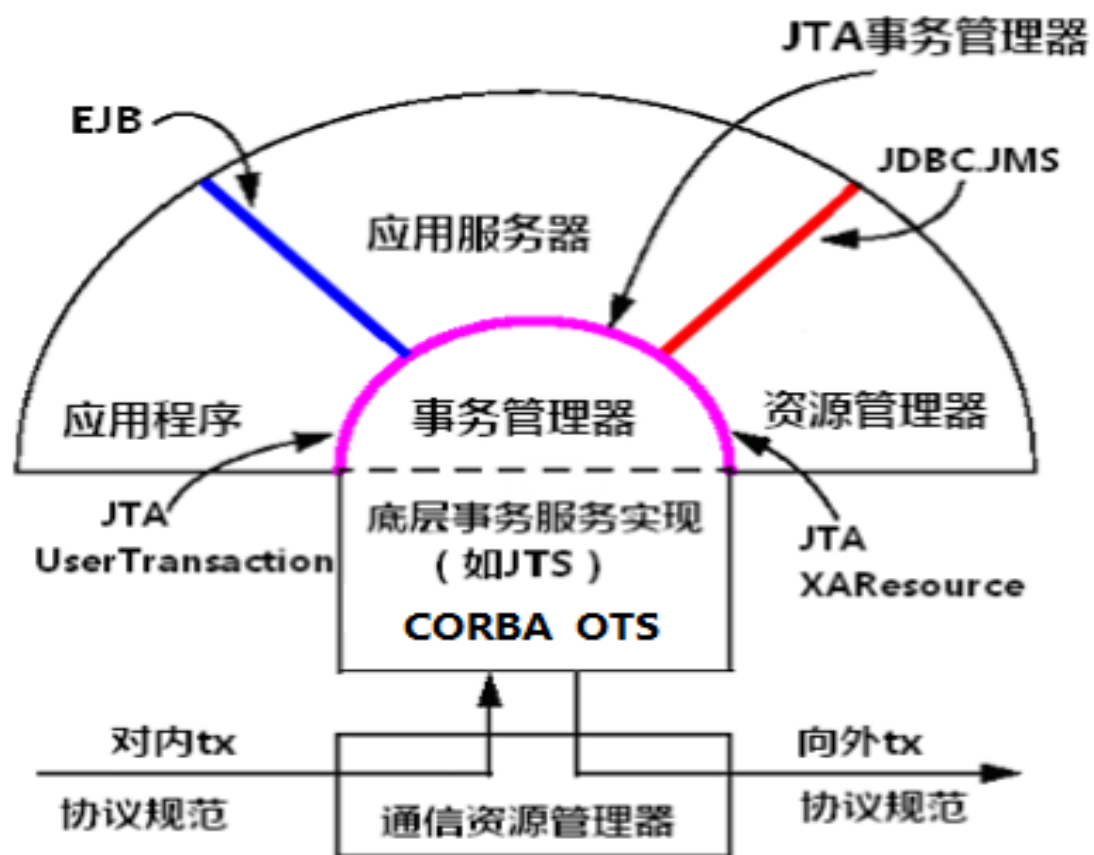 JTA事务管理器
EJB
JDBC.JMS
应用服务器
应用程序
事务管理器
资源管理器
JTA
UserTransaction
底层事务服务实现
（如JTS）
CORBA OTS
JTA
XAResource
对内tx
协议规范
向外tx
协议规范
通信资源管理器